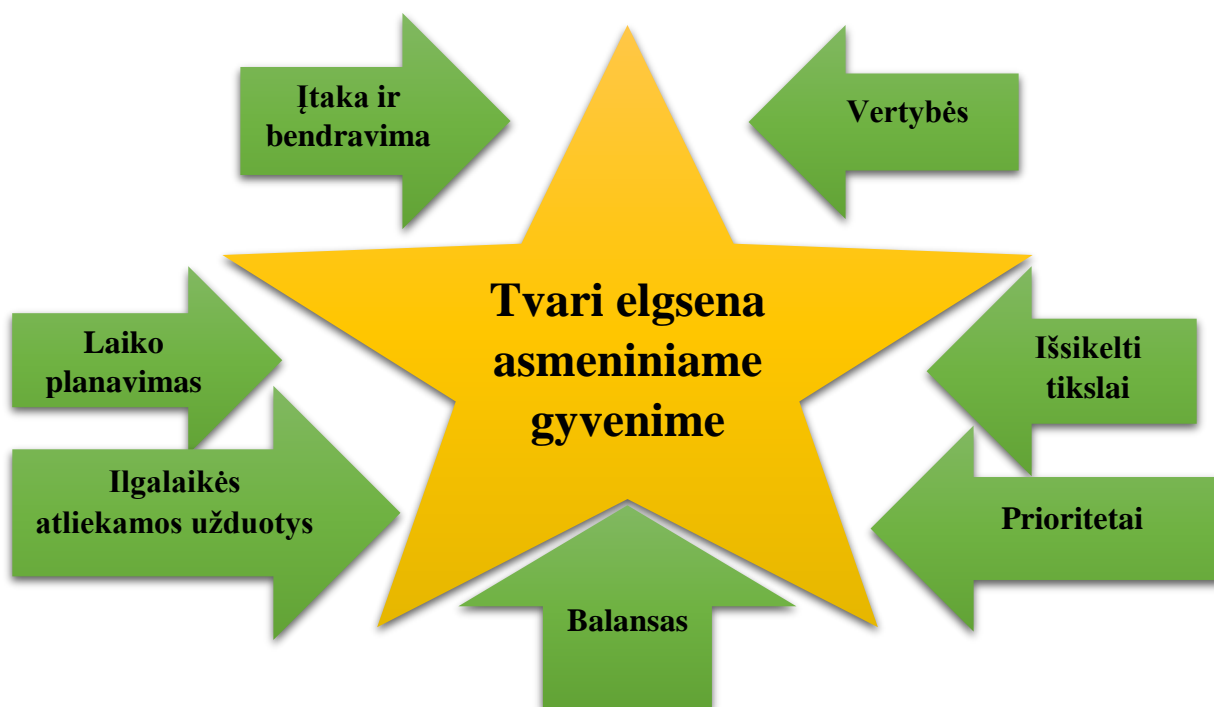 Įtaka ir
bendravima
Vertybės
Tvari elgsena
asmeniniame
gyvenime
Laiko
planavimas
Išsikelti
tikslai
Ilgalaikės
atliekamos užduotys
Prioritetai
Balansas